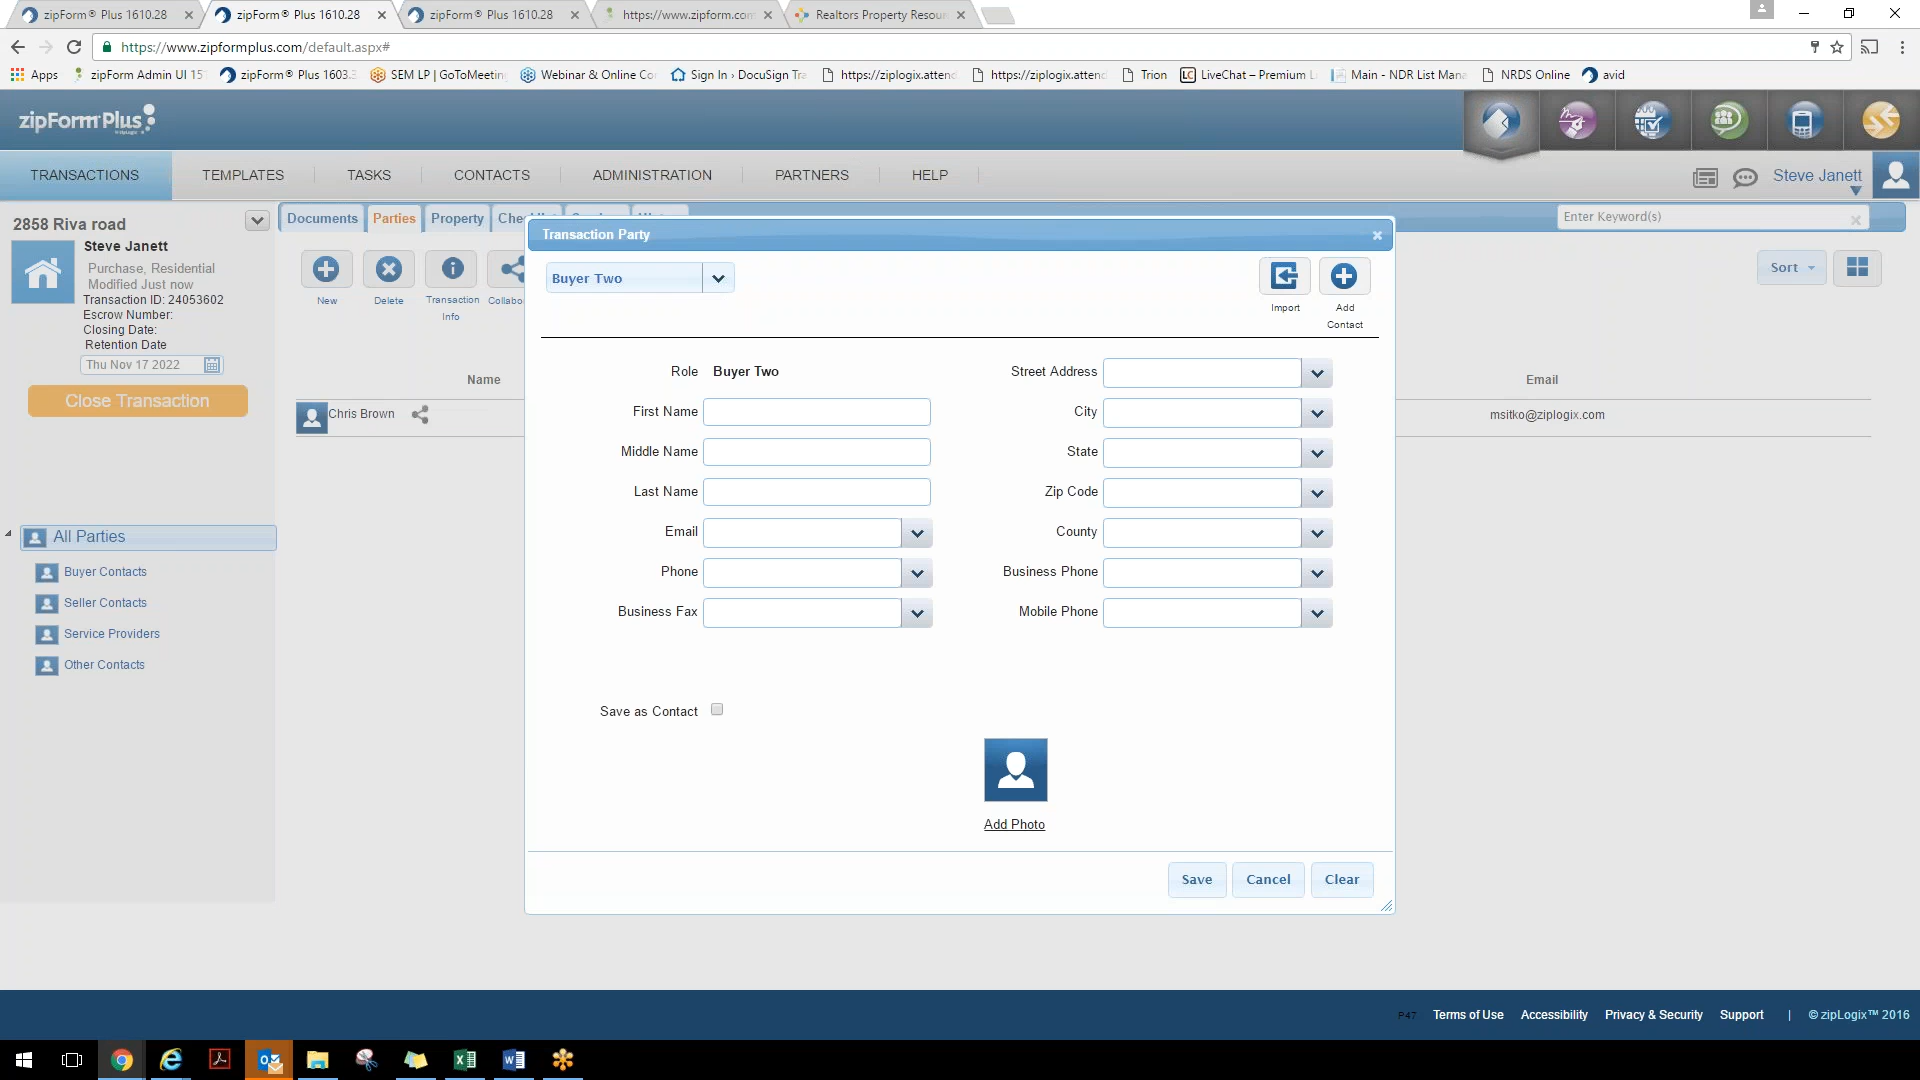 zipForm® Plus 1610.28
zipForm® Plus 1610.28
zipForm® Plus 1610.28
https://www.zipform.com
Realtors Property Resour
https://www.zipformplus.com/default.aspx#
Apps
zipForm Admin UI 15
zipForm® Plus 1603.
SEM LP | GoToMeeting
Webinar & Online Co
Sign In › DocuSign Tra
https://ziplogix.attend
https://ziplogix.attend
Trion
LiveChat – Premium L
Main - NDR List Mana
NRDS Online
avid
zipForm Plus
TRANSACTIONS
TEMPLATES
TASKS
CONTACTS
ADMINISTRATION
PARTNERS
HELP
Steve Janett
2858 Riva road
Steve Janett
Purchase, Residential
Modified Just now
Transaction ID: 24053602
Escrow Number:
Closing Date:
Retention Date
Thu Nov 17 2022
Close Transaction
All Parties
Buyer Contacts
Seller Contacts
Service Providers
Other Contacts
Documents
Parties
Property
Enter Keyword(s)
New
Delete
Transaction
Info
Collabo
Sort
Name
Email
Chris Brown
msitko@ziplogix.com
Transaction Party
Buyer Two
Import
Add
Contact
Role Buyer Two
First Name
Middle Name
Last Name
Email
Phone
Business Fax
Street Address
City
State
Zip Code
County
Business Phone
Mobile Phone
Save as Contact
Add Photo
Save
Cancel
Clear
P47
Terms of Use
Accessibility
Privacy & Security
Support
|
© zipLogix™ 2016